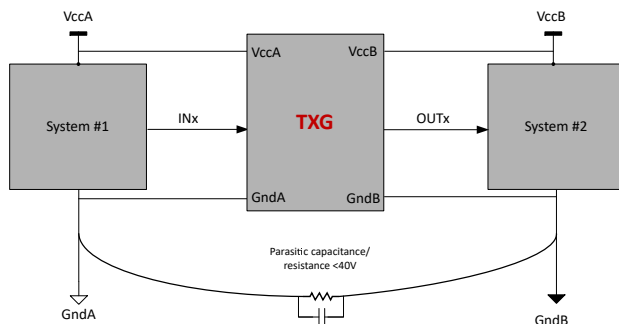 VccA
VccB
VccA
VccB
System #1
INx
TXG
OUTx
System #2
GndA
GndB
Parasitic capacitance/
resistance <40V
GndA
GndB